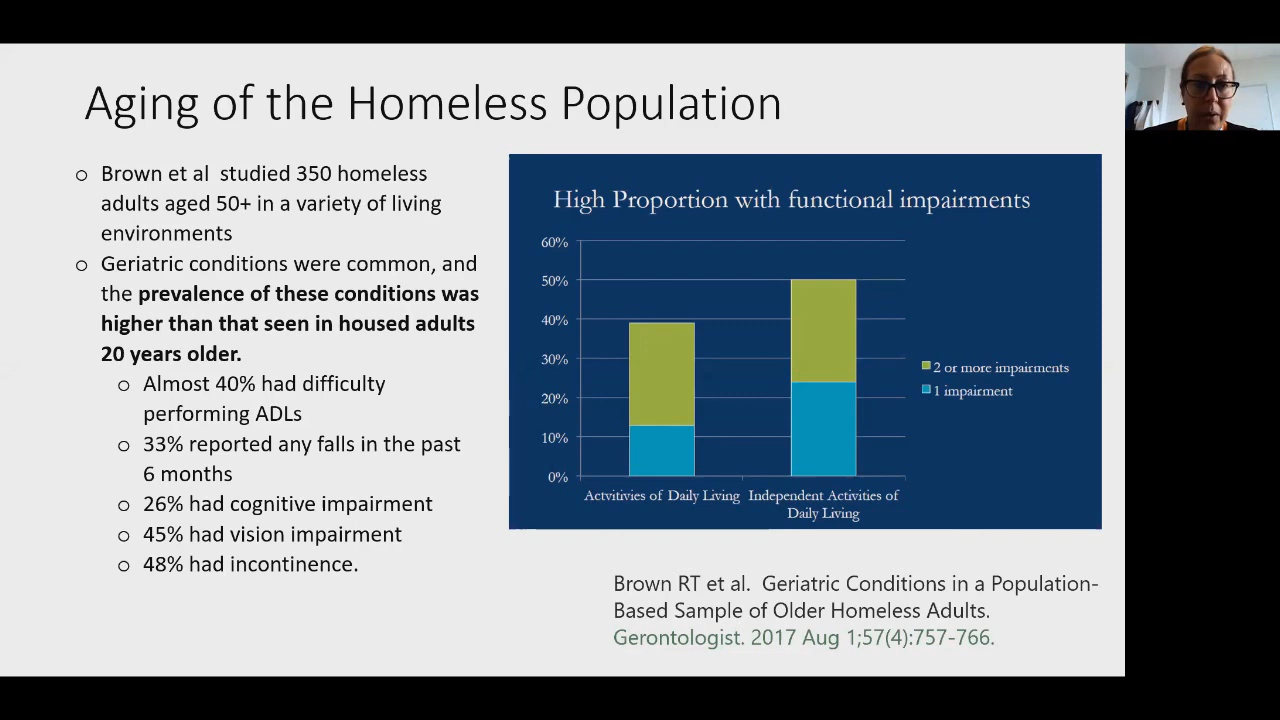 Aging of the Homeless Population
Brown et al  studied 350 homeless
adults aged 50+ in a variety of living
environments
Geriatric conditions were common, and
the prevalence of these conditions was
higher than that seen in housed adults
20 years older.
Almost 40% had difficulty
performing ADLs
33% reported any falls in the past
6 months
26% had cognitive impairment
45% had vision impairment
48% had incontinence.
High Proportion with functional impairments
60%
50%
40%
30%
20%
10%
0%
Actvitivies of Daily Living
Independent Activities of
Daily Living
2 or more impairments
1 impairment
Brown RT et al.  Geriatric Conditions in a Population-
Based Sample of Older Homeless Adults.
Gerontologist. 2017 Aug 1;57(4):757-766.